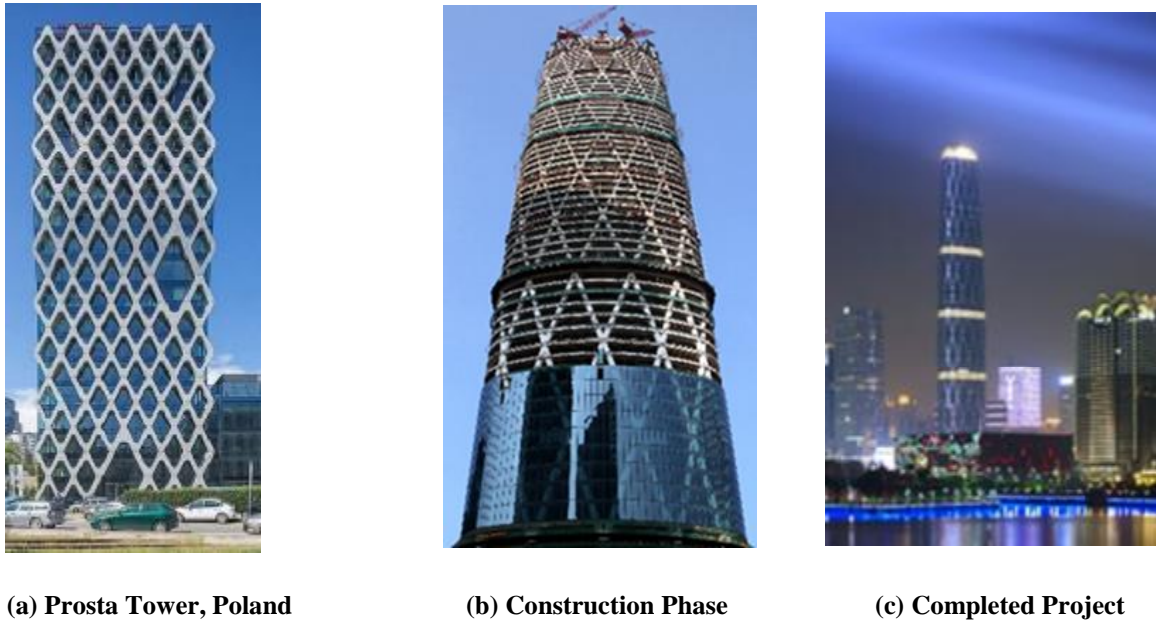 (a) Prosta Tower, Poland
(b) Construction Phase
(c) Completed Project